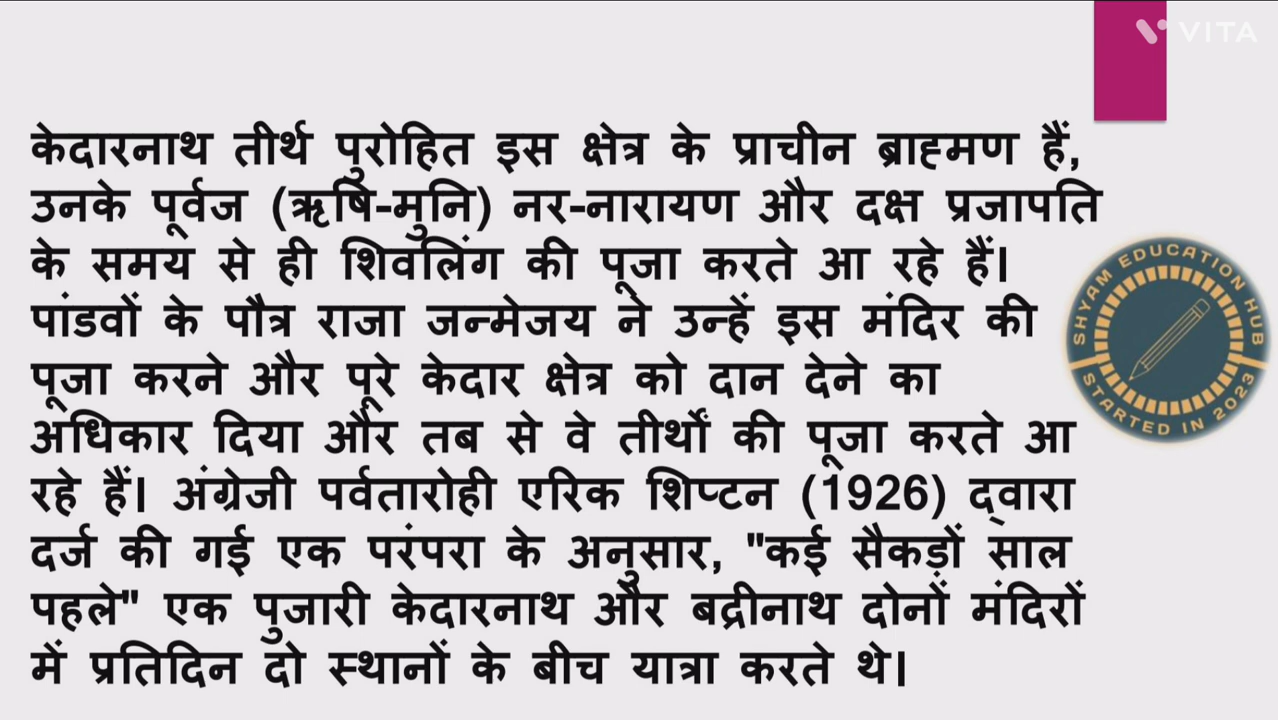 VITA
केदारनाथ तीर्थ पुरोहित इस क्षेत्र के प्राचीन ब्राह्मण हैं,
उनके पूर्वज (ऋषि-मुनि) नर-नारायण और दक्ष प्रजापति
के समय से ही शिवलिंग की पूजा करते आ रहे हैं।
पांडवों के पौत्र राजा जन्मेजय ने उन्हें इस मंदिर की
पूजा करने और पूरे केदार क्षेत्र को दान देने का
अधिकार दिया और तब से वे तीर्थों की पूजा करते आ
रहे हैं। अंग्रेजी पर्वतारोही एरिक शिप्टन (1926) द्वारा
दर्ज की गई एक परंपरा के अनुसार, "कई सैकड़ों साल
पहले" एक पुजारी केदारनाथ और बद्रीनाथ दोनों मंदिरों
में प्रतिदिन दो स्थानों के बीच यात्रा करते थे।
SHYAM EDUCATION HUB
STARTED IN 2023